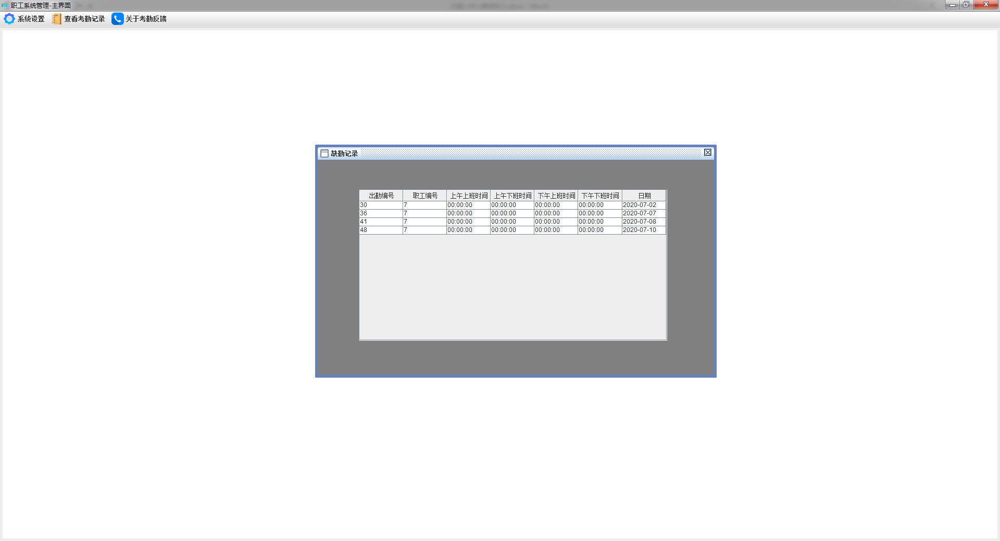 职工系统管理-主界面
系统设置 查看考勤记录 关于考勤反馈
缺勤记录
出勤编号 职工编号 上午上班时间 上午下班时间 下午上班时间 下午下班时间 日期
30 7 00:00:00 00:00:00 00:00:00 00:00:00 2020-07-02
36 7 00:00:00 00:00:00 00:00:00 00:00:00 2020-07-07
41 7 00:00:00 00:00:00 00:00:00 00:00:00 2020-07-08
48 7 00:00:00 00:00:00 00:00:00 00:00:00 2020-07-10